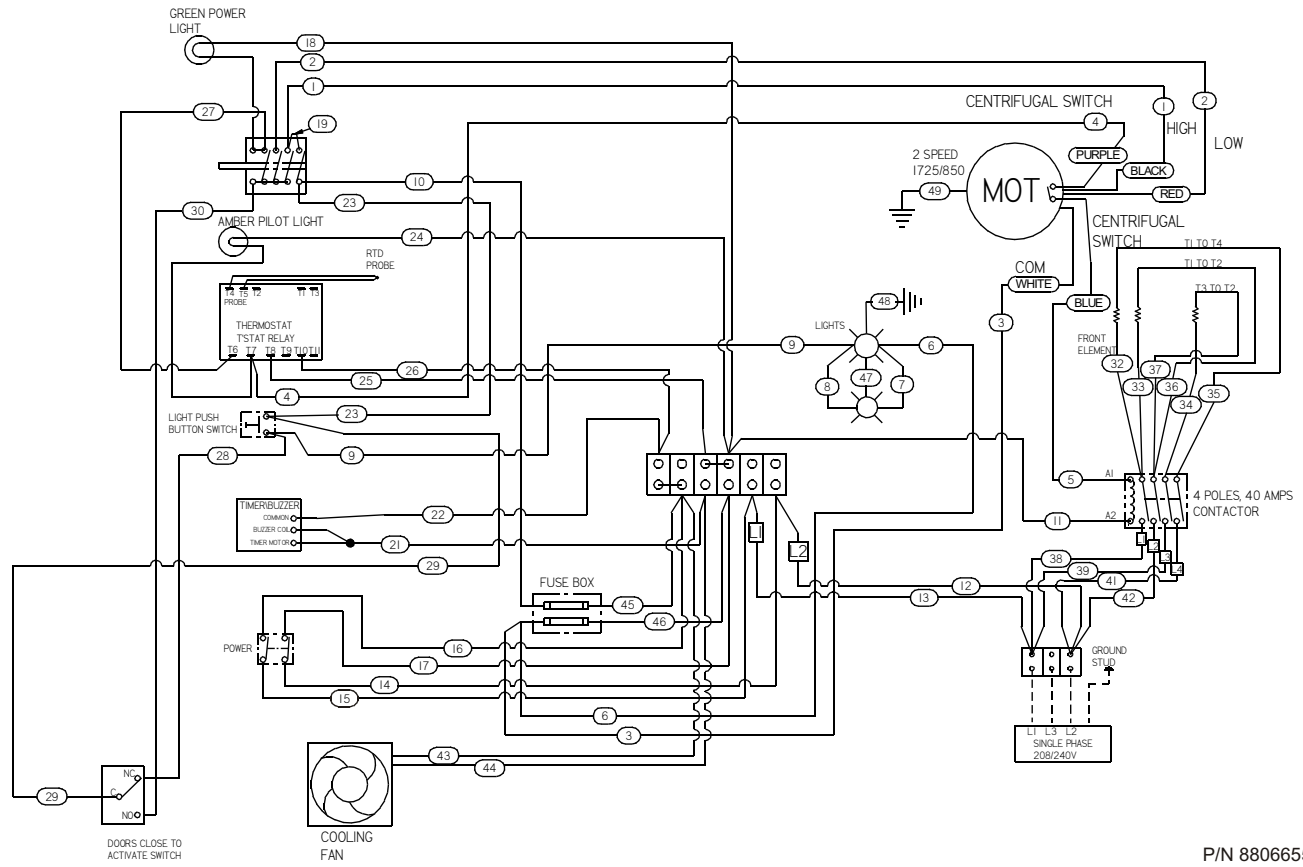 GREEN POWER
LIGHT
18
2
1
27
19
CENTRIFUGAL SWITCH
1
2
4
HIGH
LOW
2 SPEED
1725/850
PURPLE
BLACK
RED
MOT
49
10
23
30
AMBER PILOT LIGHT
24
RTD
PROBE
CENTRIFUGAL
SWITCH
T1 TO T4
T1 TO T2
T3 TO T2
COM
WHITE
BLUE
T4 T5 T2 T1 T3
PROBE
THERMOSTAT
T'STAT RELAY
T6 T7 T8 T9 T10 T11
48
LIGHTS
3
9
6
FRONT
ELEMENT
26
25
4
8
47
7
32
37
33
36
34
35
LIGHT PUSH
BUTTON SWITCH
23
28
9
A1
5
4 POLES, 40 AMPS
CONTACTOR
A2
11
TIMER\BUZZER
COMMON
BUZZER COIL
TIMER MOTOR
22
21
29
L1
L2
L1
L2
L3
L4
38
39
41
42
12
13
FUSE BOX
45
46
POWER
16
17
14
15
GROUND
STUD
6
3
L1 L3 L2
SINGLE PHASE
208/240V
43
44
NC
C
NO
29
DOORS CLOSE TO
ACTIVATE SWITCH
COOLING
FAN